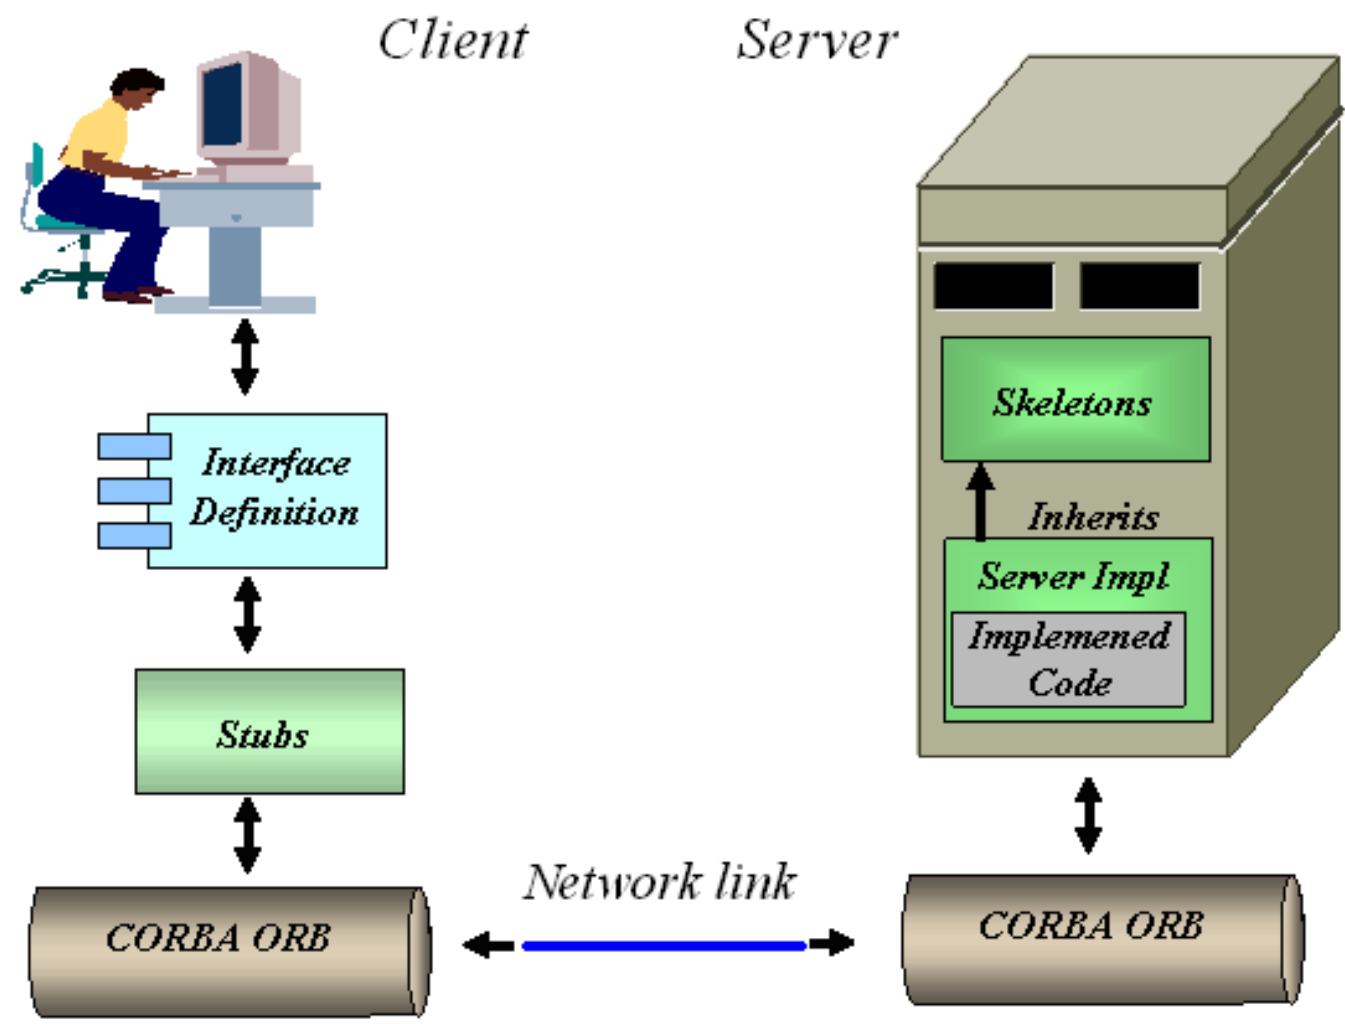 Client
Server
Interface
Definition
Stubs
CORBA ORB
Network link
Skeletons
Inherits
Server Impl
Implemened
Code
CORBA ORB